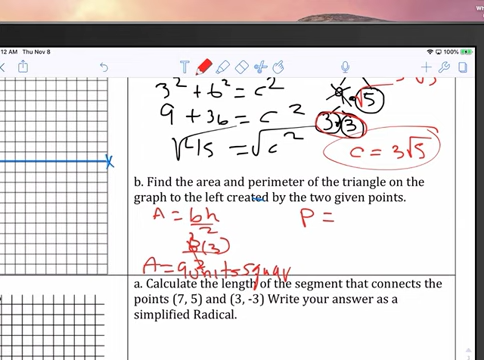 12 AM Thu Nov 8
100%
3² + 6² = c²
9 + 36 = c²
√45 = √c²
5
3 3
c = 3√5
b. Find the area and perimeter of the triangle on the
graph to the left created by the two given points.
A = bh
2
P =
(3)
A = 9 units squar
a. Calculate the length of the segment that connects the
points (7, 5) and (3, -3) Write your answer as a
simplified Radical.